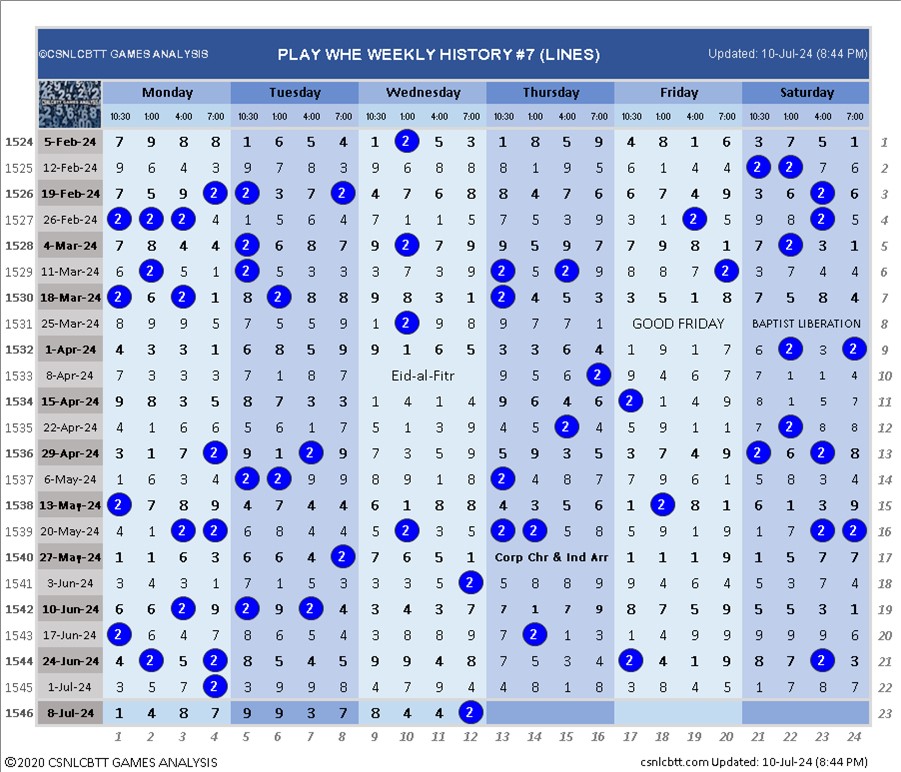 ©CSNLCBTT GAMES ANALYSIS PLAY WHE WEEKLY HISTORY #7 (LINES) Updated: 10-Jul-24 (8:44 PM)
Monday Tuesday Wednesday Thursday Friday Saturday
10:30 1:00 4:00 7:00 10:30 1:00 4:00 7:00 10:30 1:00 4:00 7:00 10:30 1:00 4:00 7:00 10:30 1:00 4:00 7:00 10:30 1:00 4:00 7:00
1524 5-Feb-24 7 9 8 8 1 6 5 4 1 2 5 3 1 8 5 9 4 8 1 6 3 7 5 1 1
1525 12-Feb-24 9 6 4 3 9 7 8 3 9 6 8 8 8 1 9 5 6 1 4 4 2 2 7 6 2
1526 19-Feb-24 7 5 9 2 2 3 7 2 4 7 6 8 8 4 7 6 6 7 4 9 3 6 2 4 3
1527 26-Feb-24 2 2 2 4 1 5 6 4 7 1 1 5 7 5 3 9 3 4 2 5 9 8 2 5 4
1528 4-Mar-24 7 8 4 4 2 6 8 7 9 2 7 9 9 5 9 7 7 9 8 1 7 2 3 1 5
1529 11-Mar-24 6 2 5 1 2 5 3 3 3 7 3 9 2 5 2 9 8 8 7 2 3 7 4 4 6
1530 18-Mar-24 2 6 2 1 8 2 8 8 9 8 3 1 2 4 5 3 3 5 1 8 7 5 8 4 7
1531 25-Mar-24 8 9 9 5 7 5 5 9 1 2 9 8 9 7 7 1 GOOD FRIDAY BAPTIST LIBERATION 8
1532 1-Apr-24 4 3 3 1 6 8 5 9 9 1 6 5 3 3 6 4 1 9 1 7 6 2 3 2 9
1533 8-Apr-24 7 3 3 3 7 1 8 7 Eid-al-Fitr 9 5 6 2 9 4 6 7 7 1 1 4 10
1534 15-Apr-24 9 8 3 5 8 7 3 3 1 4 1 4 9 6 4 6 2 1 4 9 8 1 5 7 11
1535 22-Apr-24 4 1 6 6 5 6 1 7 5 1 3 9 4 5 2 4 5 9 1 1 7 2 8 8 12
1536 29-Apr-24 3 1 7 2 9 1 2 9 7 3 5 9 5 9 3 5 3 7 4 9 2 6 2 8 13
1537 6-May-24 1 6 3 4 2 2 9 9 8 9 1 8 2 4 8 7 7 9 6 1 5 8 3 4 14
1538 13-May-24 2 7 8 9 4 7 4 4 6 1 8 8 4 3 5 6 1 2 8 1 6 1 3 9 15
1539 20-May-24 4 1 2 2 6 8 4 4 5 2 3 5 2 2 5 8 5 4 9 1 1 7 2 2 16
1540 27-May-24 1 1 6 3 6 6 4 2 7 6 5 1 Corp Chr & Ind Arr 1 1 1 9 1 5 7 7 17
1541 3-Jun-24 3 4 3 1 7 1 5 3 3 3 5 2 5 8 8 9 9 4 6 4 5 3 7 4 18
1542 10-Jun-24 6 6 2 9 2 9 2 4 3 4 3 7 7 1 7 9 8 7 5 9 5 5 3 1 19
1543 17-Jun-24 2 6 4 7 8 6 5 4 3 8 8 9 7 2 1 3 1 4 9 9 9 9 9 6 20
1544 24-Jun-24 4 2 5 2 8 5 4 5 9 9 4 8 7 5 3 4 2 4 1 9 8 7 2 3 21
1545 1-Jul-24 3 5 7 2 3 9 9 8 4 7 9 4 4 8 1 8 3 8 4 5 1 7 8 7 22
1546 8-Jul-24 1 4 8 7 9 9 3 7 8 4 4 2 23
1 2 3 4 5 6 7 8 9 10 11 12 13 14 15 16 17 18 19 20 21 22 23 24
©2020 CSNLCBTT GAMES ANALYSIS csnlcbtt.com Updated: 10-Jul-24 (8:44 PM)